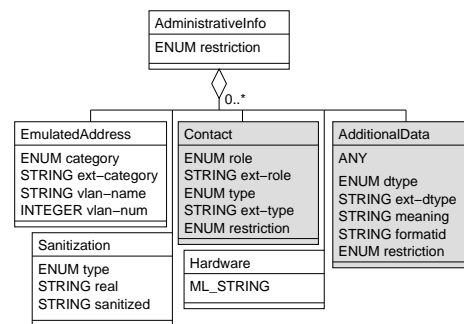 AdministrativeInfo
ENUM restriction
0..*
EmulatedAddress
ENUM category
STRING ext−category
STRING vlan−name
INTEGER vlan−num
Contact
ENUM role
STRING ext−role
ENUM type
STRING ext−type
ENUM restriction
AdditionalData
ANY
ENUM dtype
STRING ext−dtype
STRING meaning
STRING formatid
ENUM restriction
Sanitization
ENUM type
STRING real
STRING sanitized
Hardware
ML_STRING